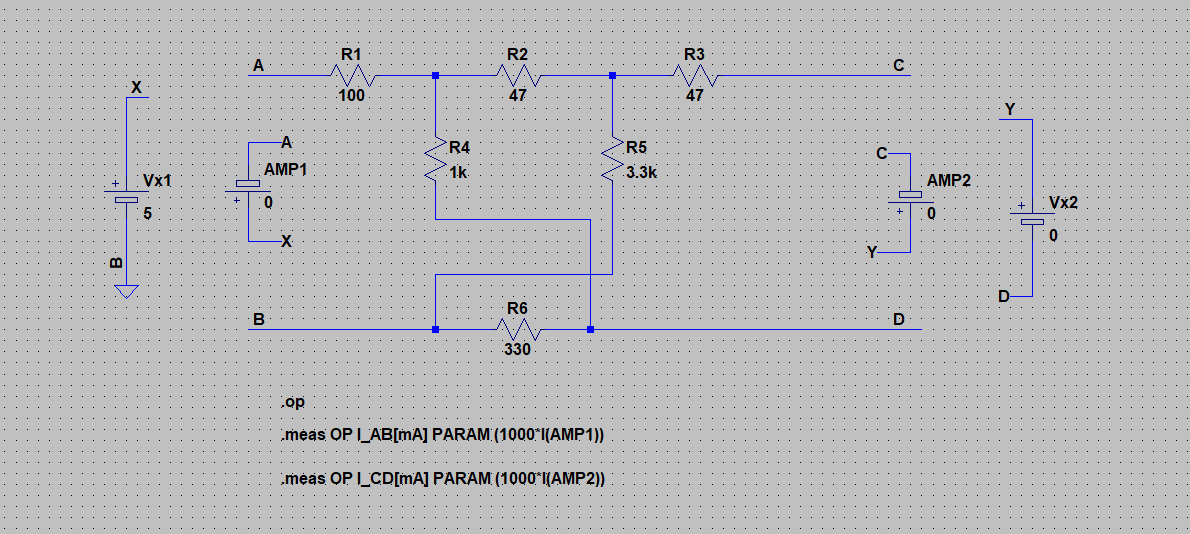 R1
R2
R3
A
C
100
47
47
X
Y
A
R4
R5
C
1k
3.3k
AMP1
Vx1
AMP2
+
+
0
Vx2
5
+
+
0
0
X
Y
B
D
R6
B
D
330
.op
.meas OP I_AB[mA] PARAM (1000*I(AMP1))
.meas OP I_CD[mA] PARAM (1000*I(AMP2))